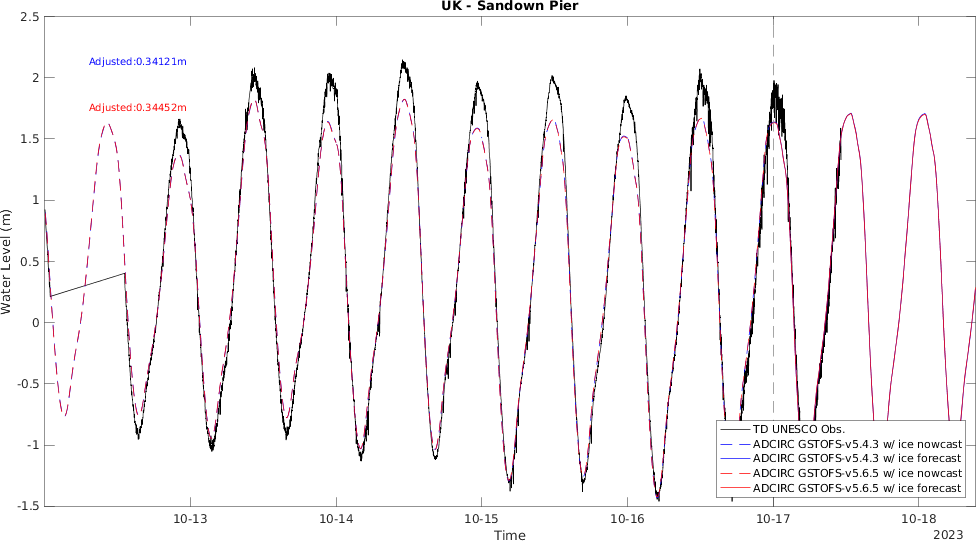 UK - Sandown Pier
2.5
2
1.5
1
0.5
0
-0.5
-1
-1.5
Water Level (m)
Adjusted:0.34121m
Adjusted:0.34452m
TD UNESCO Obs.
ADCIRC GSTOFS-v5.4.3 w/ ice nowcast
ADCIRC GSTOFS-v5.4.3 w/ ice forecast
ADCIRC GSTOFS-v5.6.5 w/ ice nowcast
ADCIRC GSTOFS-v5.6.5 w/ ice forecast
10-13 10-14 10-15 10-16 10-17 10-18
Time
2023